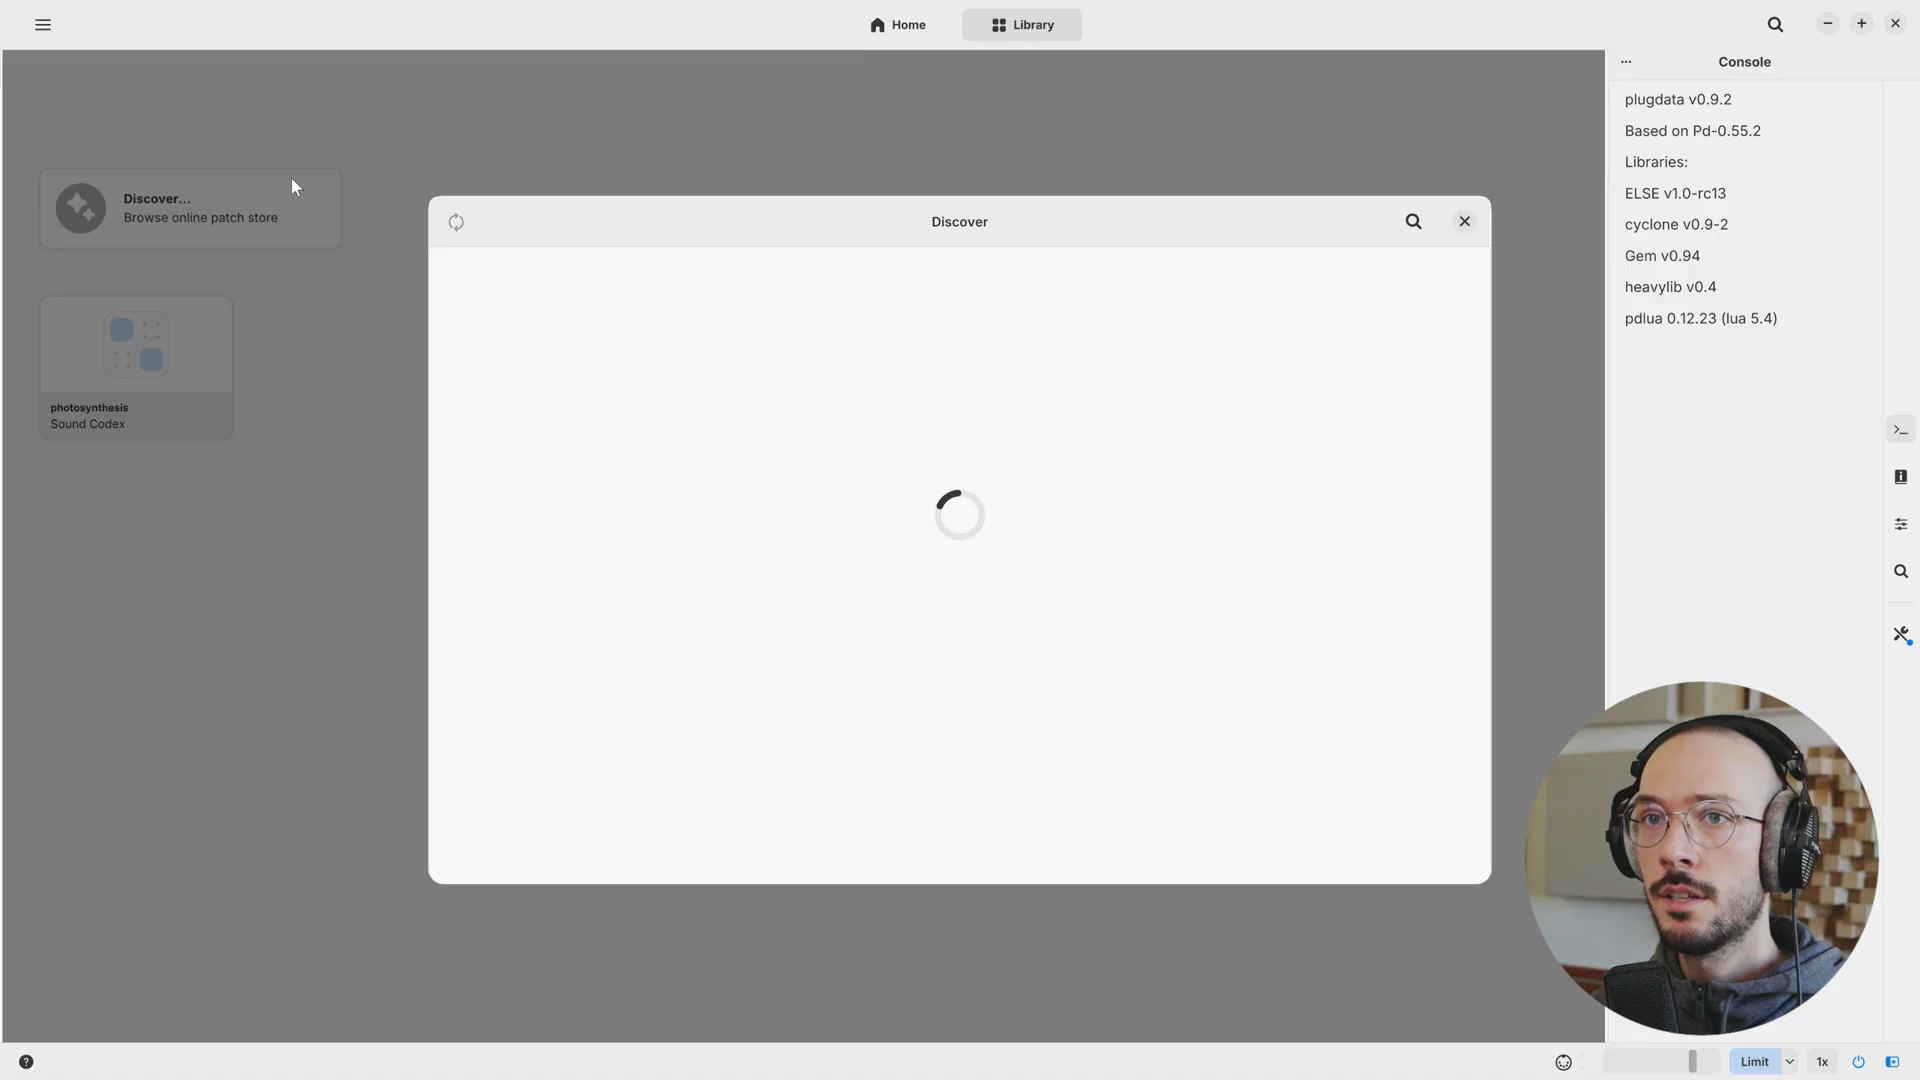 Home
Library
Console
plugdata v0.9.2
Based on Pd-0.55.2
Libraries:
ELSE v1.0-rc13
cyclone v0.9-2
Gem v0.94
heavylib v0.4
pdlua 0.12.23 (lua 5.4)
Discover...
Browse online patch store
Discover
photosynthesis
Sound Codex
Limit
1x